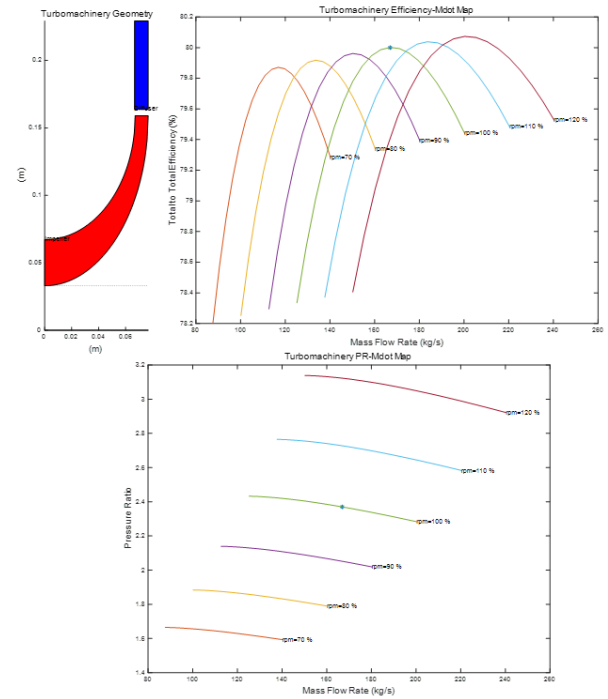 Turbomachinery Geometry
0.2
0.15
0.1
0.05
0
(m)
0 0.02 0.04 0.06
(m)
Turbomachinery Efficiency-Mdot Map
80.2
80
79.8
79.6
79.4
79.2
79
78.8
78.6
78.4
78.2
Total to Total Efficiency (%)
rpm=70 %
rpm=80 %
rpm=90 %
rpm=100 %
rpm=110 %
rpm=120 %
80 100 120 140 160 180 200 220 240 260
Mass Flow Rate (kg/s)
Turbomachinery PR-Mdot Map
3.2
3
2.8
2.6
2.4
2.2
2
1.8
1.6
1.4
Pressure Ratio
rpm=120 %
rpm=110 %
rpm=100 %
rpm=90 %
rpm=80 %
rpm=70 %
80 100 120 140 160 180 200 220 240 260
Mass Flow Rate (kg/s)